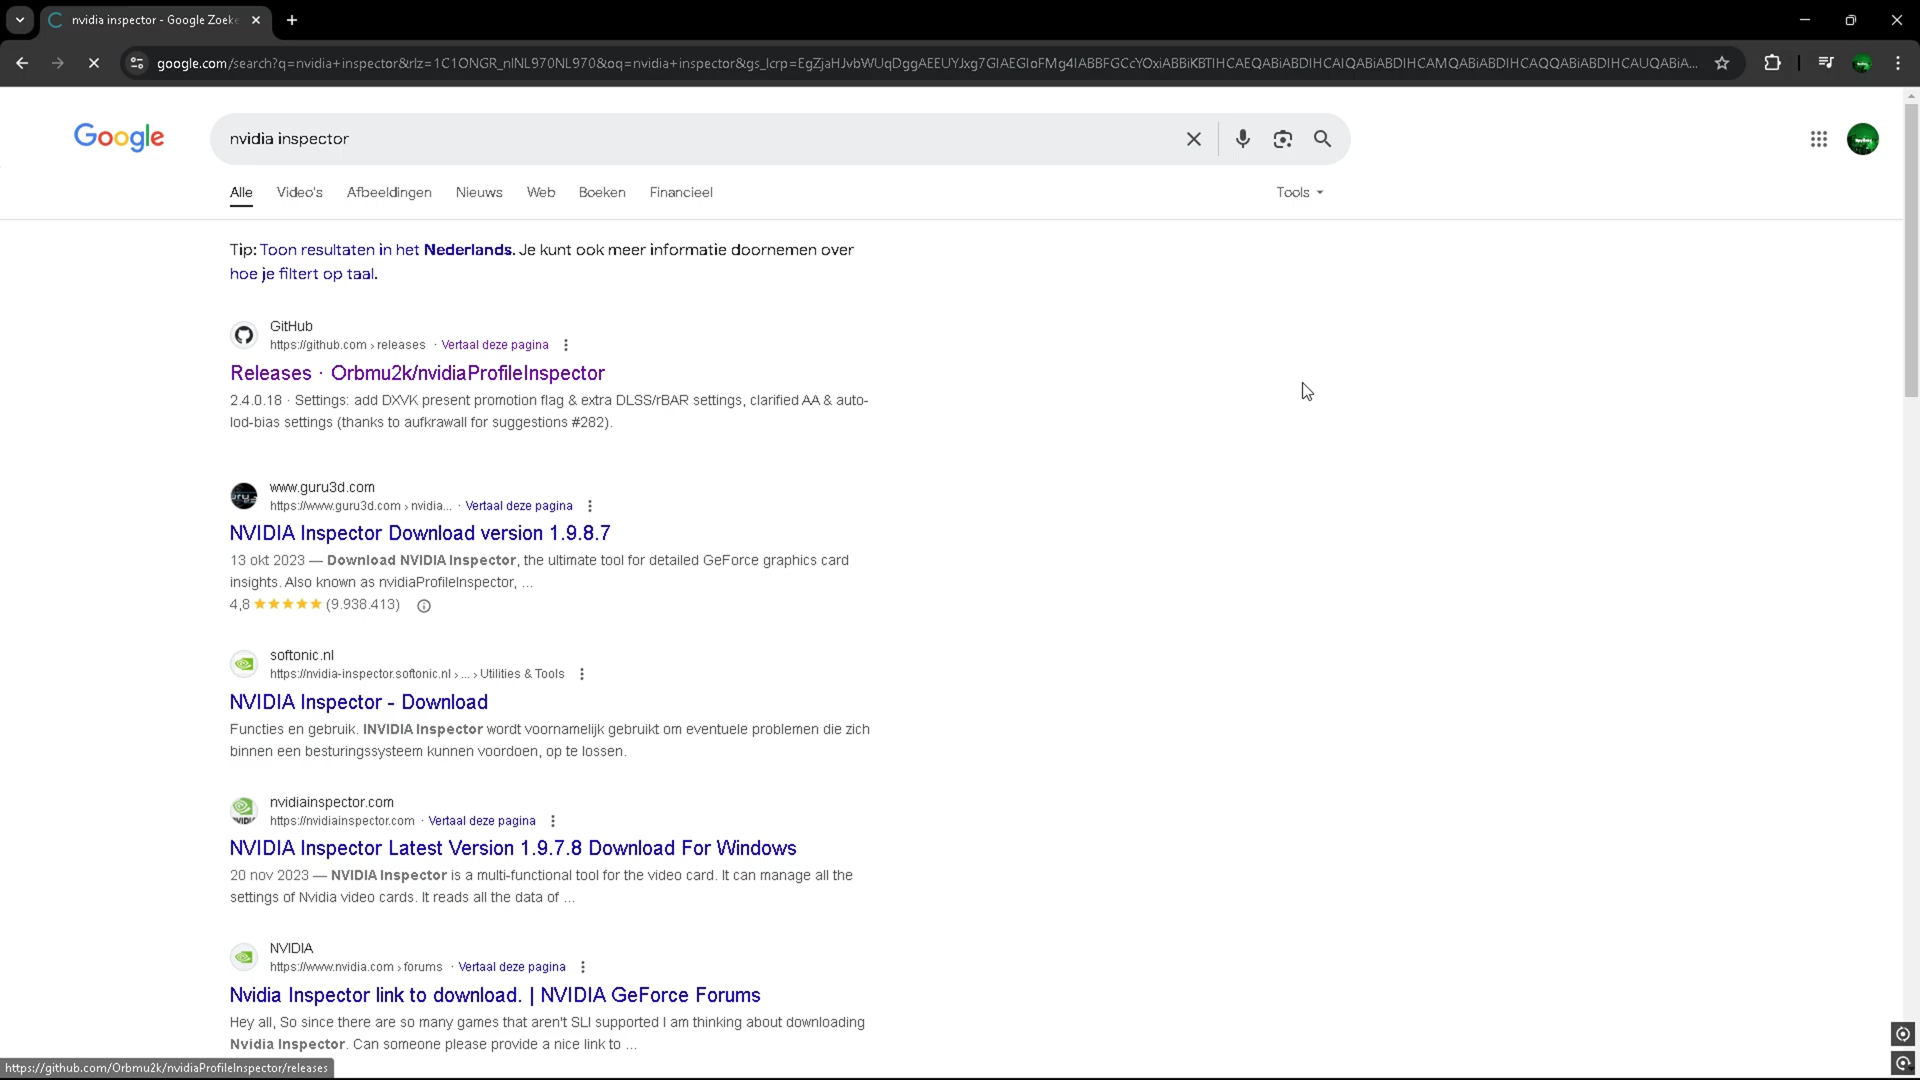 nvidia inspector - Google Zoeke
google.com/search?q=nvidia+inspector&rlz=1C1ONGR_nlNL970NL970&oq=nvidia+inspector&gs_lcrp=EgZjaHJvbWUqDggAEEUYJxg7GIAEGIoFMg4IABBFGCcYOxiABBiKBTIHCAEQABiABDIHCAIQABiABDIHCAMQABiABDIHCAQQABiABDIHCAUQABiA...
Google
nvidia inspector
Alle Video's Afbeeldingen Nieuws Web Boeken Financieel Tools
Tip: Toon resultaten in het Nederlands. Je kunt ook meer informatie doornemen over
hoe je filtert op taal.
GitHub
https://github.com › releases · Vertaal deze pagina
Releases · Orbmu2k/nvidiaProfileInspector
2.4.0.18 · Settings: add DXVK present promotion flag & extra DLSS/rBAR settings, clarified AA & auto-
lod-bias settings (thanks to aufkrawall for suggestions #282).
www.guru3d.com
https://www.guru3d.com › nvidia... · Vertaal deze pagina
NVIDIA Inspector Download version 1.9.8.7
13 okt 2023 — Download NVIDIA Inspector, the ultimate tool for detailed GeForce graphics card
insights. Also known as nvidiaProfileInspector, ...
4,8 ★★★★★ (9.938.413)
softonic.nl
https://nvidia-inspector.softonic.nl › ... › Utilities & Tools
NVIDIA Inspector - Download
Functies en gebruik. INVIDIA Inspector wordt voornamelijk gebruikt om eventuele problemen die zich
binnen een besturingssysteem kunnen voordoen, op te lossen.
nvidiainspector.com
https://nvidiainspector.com · Vertaal deze pagina
NVIDIA Inspector Latest Version 1.9.7.8 Download For Windows
20 nov 2023 — NVIDIA Inspector is a multi-functional tool for the video card. It can manage all the
settings of Nvidia video cards. It reads all the data of ...
NVIDIA
https://www.nvidia.com › forums · Vertaal deze pagina
Nvidia Inspector link to download. | NVIDIA GeForce Forums
Hey all, So since there are so many games that aren't SLI supported I am thinking about downloading
Nvidia Inspector. Can someone please provide a nice link to ...
https://github.com/Orbmu2k/nvidiaProfileInspector/releases